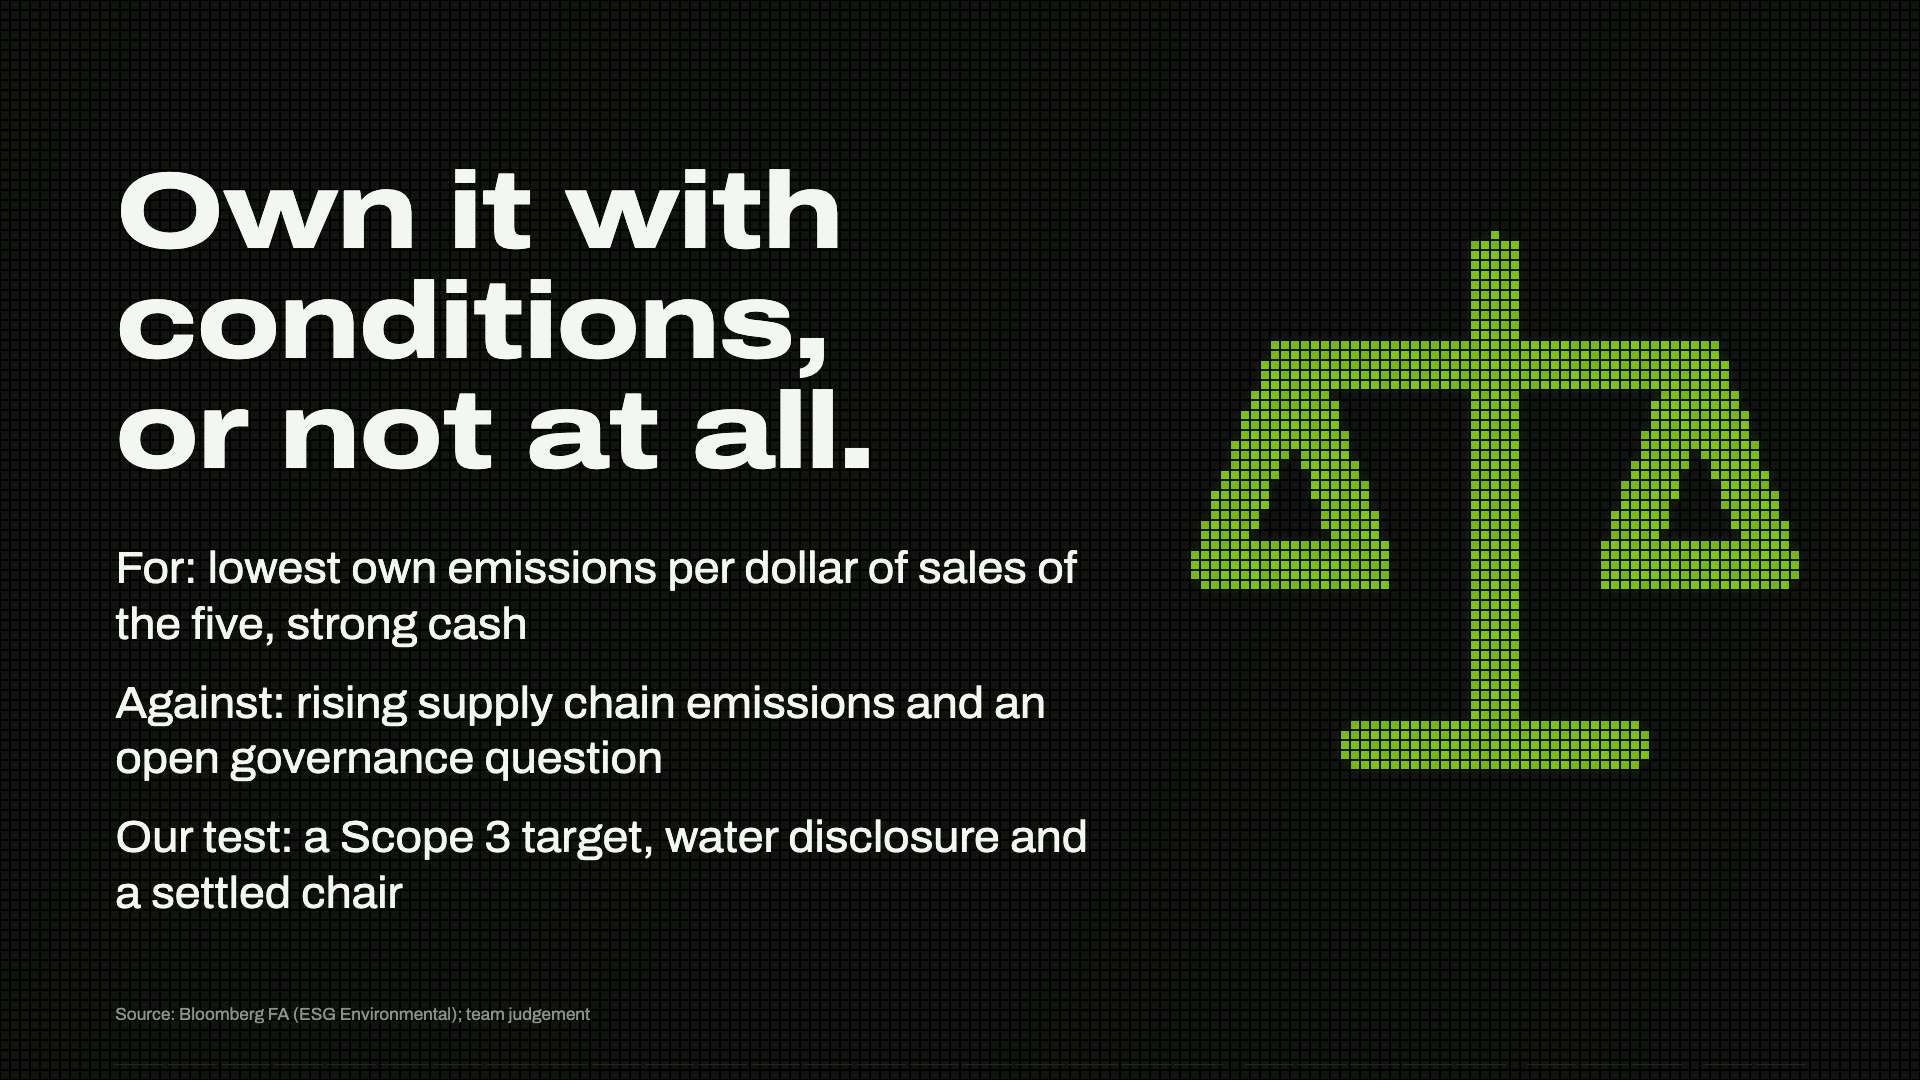 Own it with
conditions,
or not at all.
For: lowest own emissions per dollar of sales of
the five, strong cash
Against: rising supply chain emissions and an
open governance question
Our test: a Scope 3 target, water disclosure and
a settled chair
Source: Bloomberg FA (ESG Environmental); team judgement